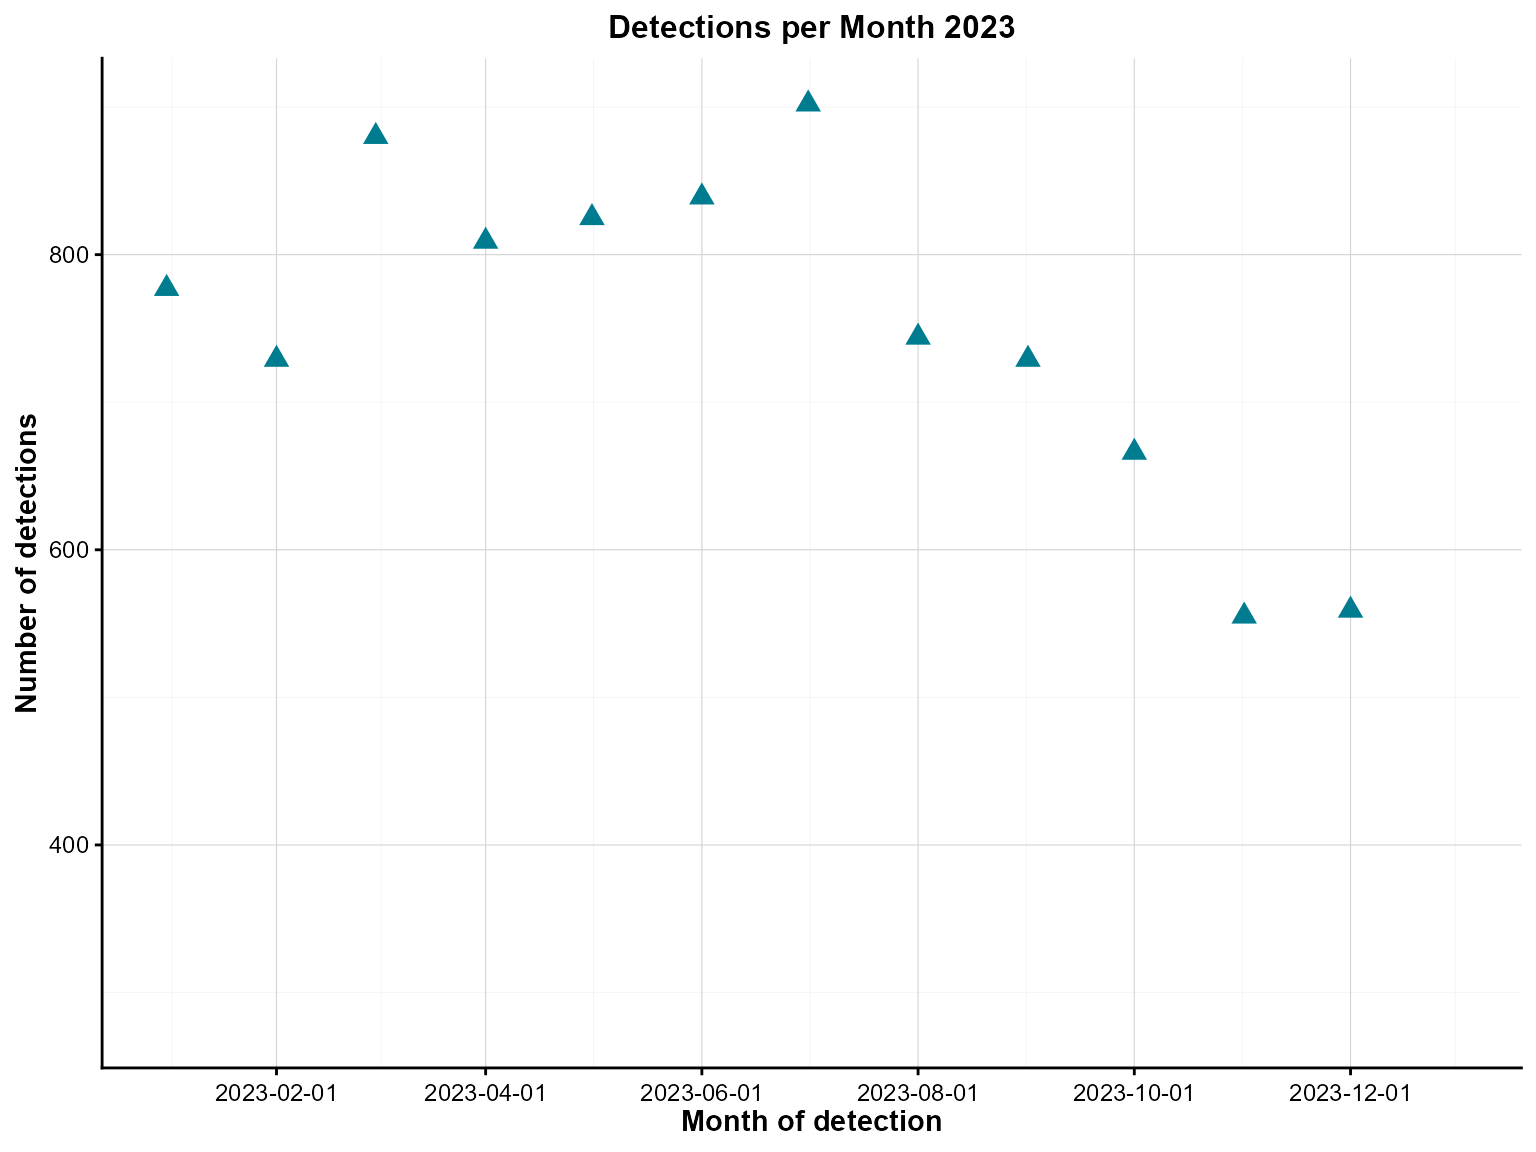 Detections per Month 2023
Number of detections
800
600
400
2023-02-01 2023-04-01 2023-06-01 2023-08-01 2023-10-01 2023-12-01
Month of detection